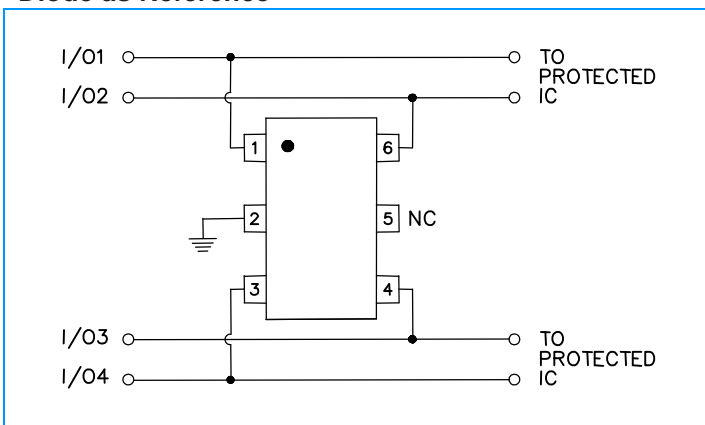 Diode as Reference
I/O1
TO
PROTECTED
I/O2
IC
1
6
2
5 NC
3
4
I/O3
TO
PROTECTED
I/O4
IC